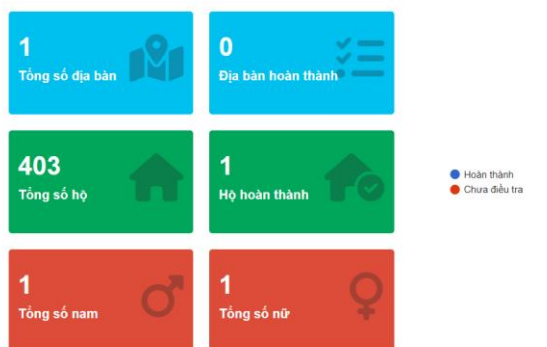 1
Tổng số địa bàn
0
Địa bàn hoàn thành
403
Tổng số hộ
1
Hộ hoàn thành
Hoàn thành
Chưa điều tra
1
Tổng số nam
1
Tổng số nữ